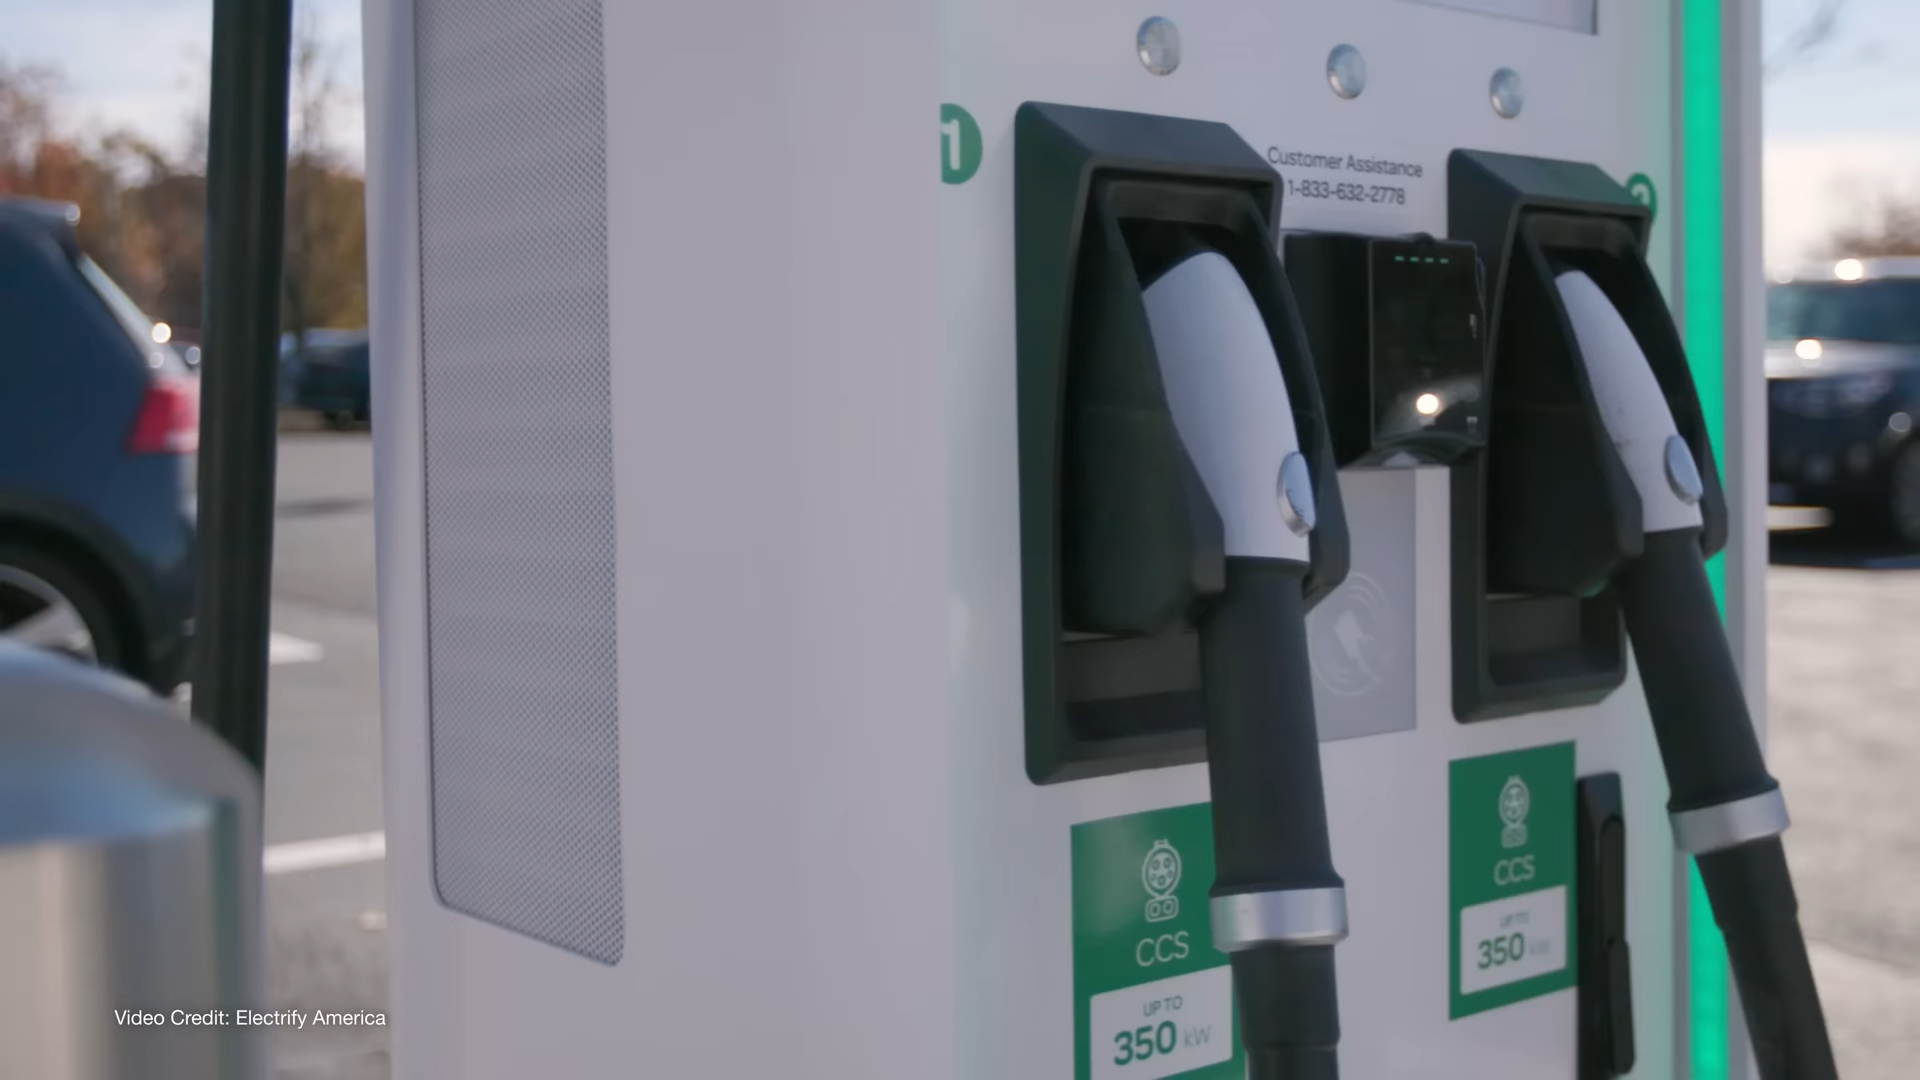 1
Customer Assistance
1-833-632-2778
2
CCS
UP TO
350 kW
CCS
UP TO
350 kW
Video Credit: Electrify America